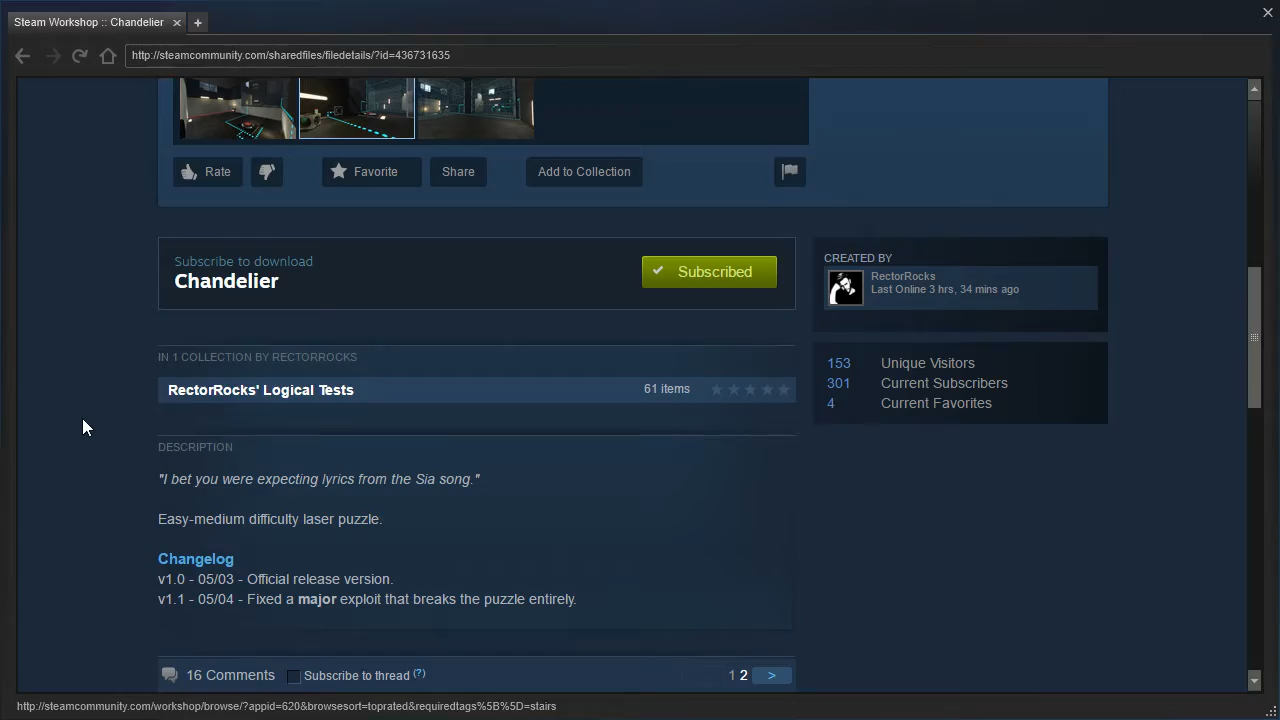 Steam Workshop :: Chandelier
http://steamcommunity.com/sharedfiles/filedetails/?id=436731635
Rate
Favorite
Share
Add to Collection
Subscribe to download
Chandelier
Subscribed
CREATED BY
RectorRocks
Last Online 3 hrs, 34 mins ago
153 Unique Visitors
301 Current Subscribers
4 Current Favorites
IN 1 COLLECTION BY RECTORROCKS
RectorRocks' Logical Tests 61 items
DESCRIPTION
"I bet you were expecting lyrics from the Sia song."
Easy-medium difficulty laser puzzle.
Changelog
v1.0 - 05/03 - Official release version.
v1.1 - 05/04 - Fixed a major exploit that breaks the puzzle entirely.
16 Comments Subscribe to thread (?) 1 2 >
http://steamcommunity.com/workshop/browse/?appid=620&browsesort=toprated&requiredtags%5B%5D=stairs